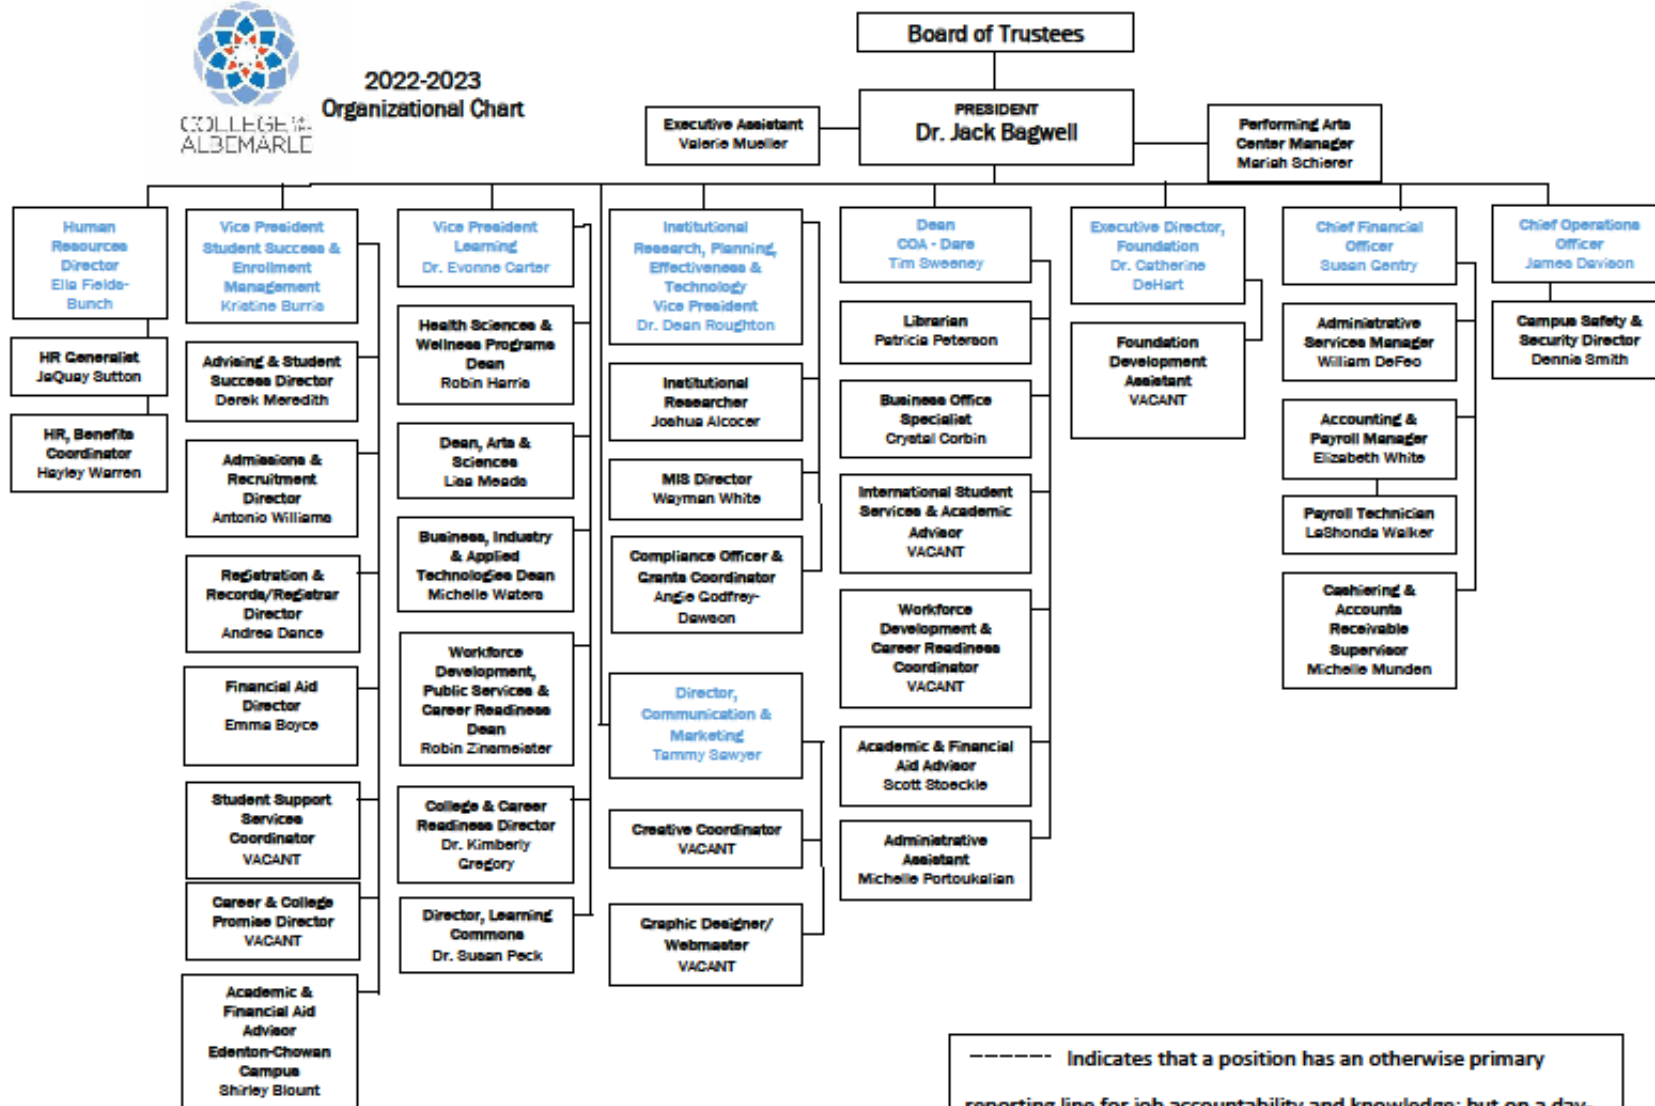 COLLEGE OF THE
ALBEMARLE
2022-2023
Organizational Chart
Board of Trustees
PRESIDENT
Dr. Jack Bagwell
Executive Assistant
Valerie Mueller
Performing Arts
Center Manager
Mariah Schierer
Human
Resources
Director
Ella Fields-
Bunch
HR Generalist
JaQuay Sutton
HR, Benefits
Coordinator
Hayley Warren
Vice President
Student Success &
Enrollment
Management
Kristine Burris
Advising & Student
Success Director
Derek Meredith
Admissions &
Recruitment
Director
Antonio Williams
Registration &
Records/Registrar
Director
Andrea Dance
Financial Aid
Director
Emma Boyce
Student Support
Services
Coordinator
VACANT
Career & College
Promise Director
VACANT
Academic &
Financial Aid
Advisor
Edenton-Chowan
Campus
Shirley Blount
Vice President
Learning
Dr. Evonne Carter
Health Sciences &
Wellness Programs
Dean
Robin Harris
Dean, Arts &
Sciences
Lisa Meads
Business, Industry
& Applied
Technologies Dean
Michelle Waters
Workforce
Development,
Public Services &
Career Readiness
Dean
Robin Zinsmeister
College & Career
Readiness Director
Dr. Kimberly
Gregory
Director, Learning
Commons
Dr. Susan Peck
Institutional
Research, Planning,
Effectiveness &
Technology
Vice President
Dr. Dean Roughton
Institutional
Researcher
Joshua Alcocer
MIS Director
Wayman White
Compliance Officer &
Grants Coordinator
Angie Godfrey-
Dawson
Director,
Communication &
Marketing
Tammy Sawyer
Creative Coordinator
VACANT
Graphic Designer/
Webmaster
VACANT
Dean
COA - Dare
Tim Sweeney
Librarian
Patricia Peterson
Business Office
Specialist
Crystal Corbin
International Student
Services & Academic
Advisor
VACANT
Workforce
Development &
Career Readiness
Coordinator
VACANT
Academic & Financial
Aid Advisor
Scott Stoeckle
Administrative
Assistant
Michelle Portoukalian
Executive Director,
Foundation
Dr. Catherine
DeHart
Foundation
Development
Assistant
VACANT
Chief Financial
Officer
Susan Gentry
Administrative
Services Manager
William DeFeo
Accounting &
Payroll Manager
Elizabeth White
Payroll Technician
LaShonda Walker
Cashiering &
Accounts
Receivable
Supervisor
Michelle Munden
Chief Operations
Officer
James Davison
Campus Safety &
Security Director
Dennis Smith
------- Indicates that a position has an otherwise primary
reporting line for job accountability and knowledge; but on a day-